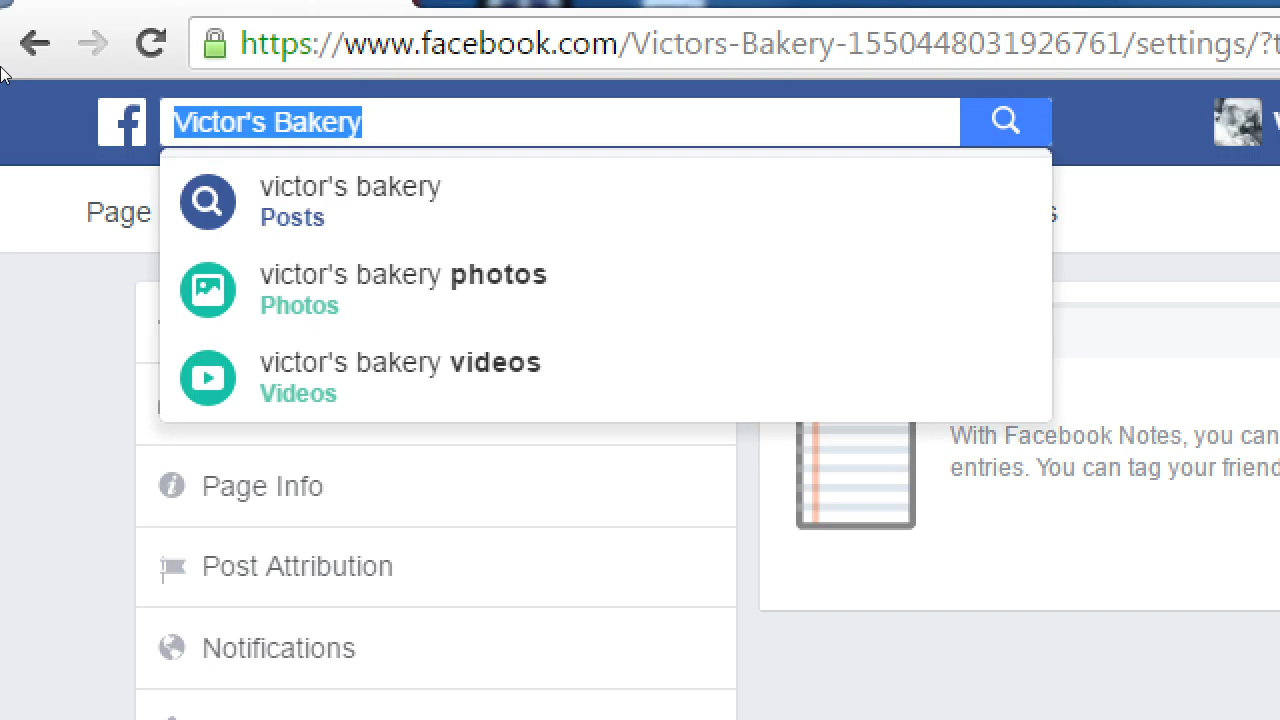 https://www.facebook.com/Victors-Bakery-1550448031926761/settings/?t
Victor's Bakery
victor's bakery
Posts
Page
victor's bakery photos
Photos
victor's bakery videos
Videos
With Facebook Notes, you can
entries. You can tag your friend
Page Info
Post Attribution
Notifications